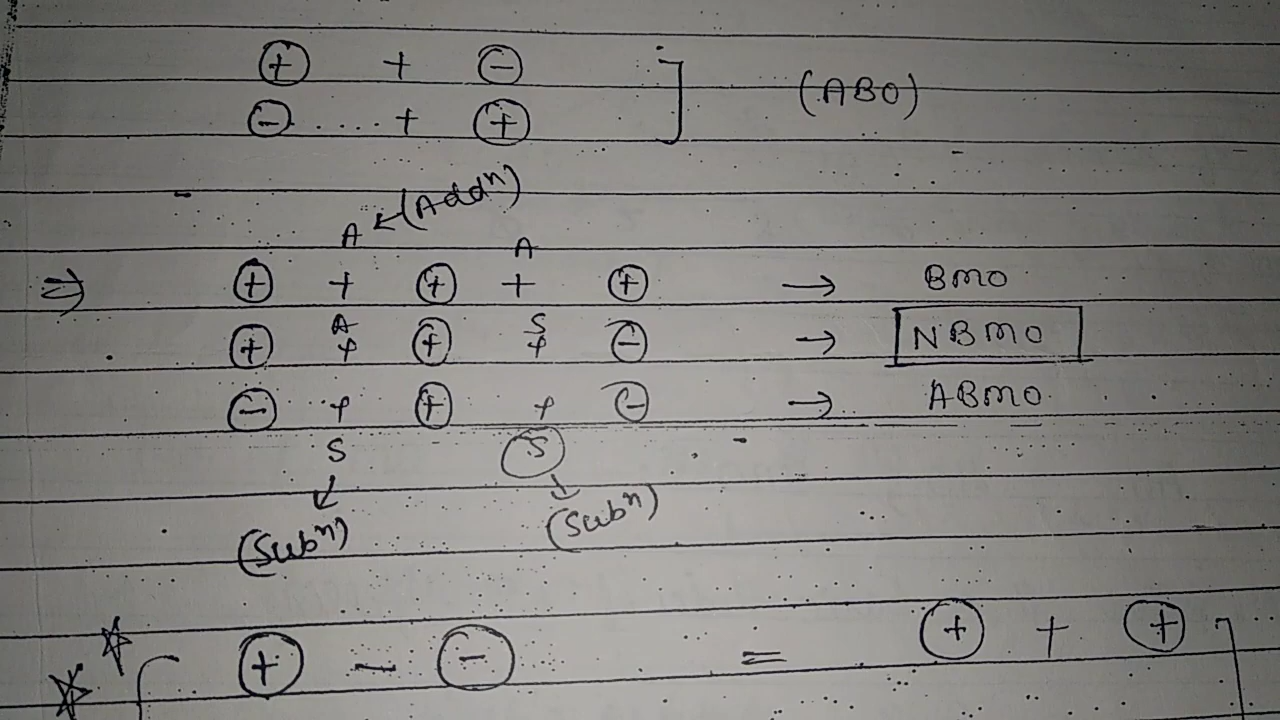 ⊕ + ⊖ ] (ABO)
⊖ ..... + ⊕
A ← (Addⁿ) A
⇒ ⊕ + ⊕ + ⊕ → BMO
A S
⊕ + ⊕ + ⊖ → NBMO
⊖ + ⊕ + ⊖ → ABMO
S S
↓ ↓
(Subⁿ) (Subⁿ)
☆ ☆ [ ⊕ - ⊖ = ⊕ + ⊕ ]